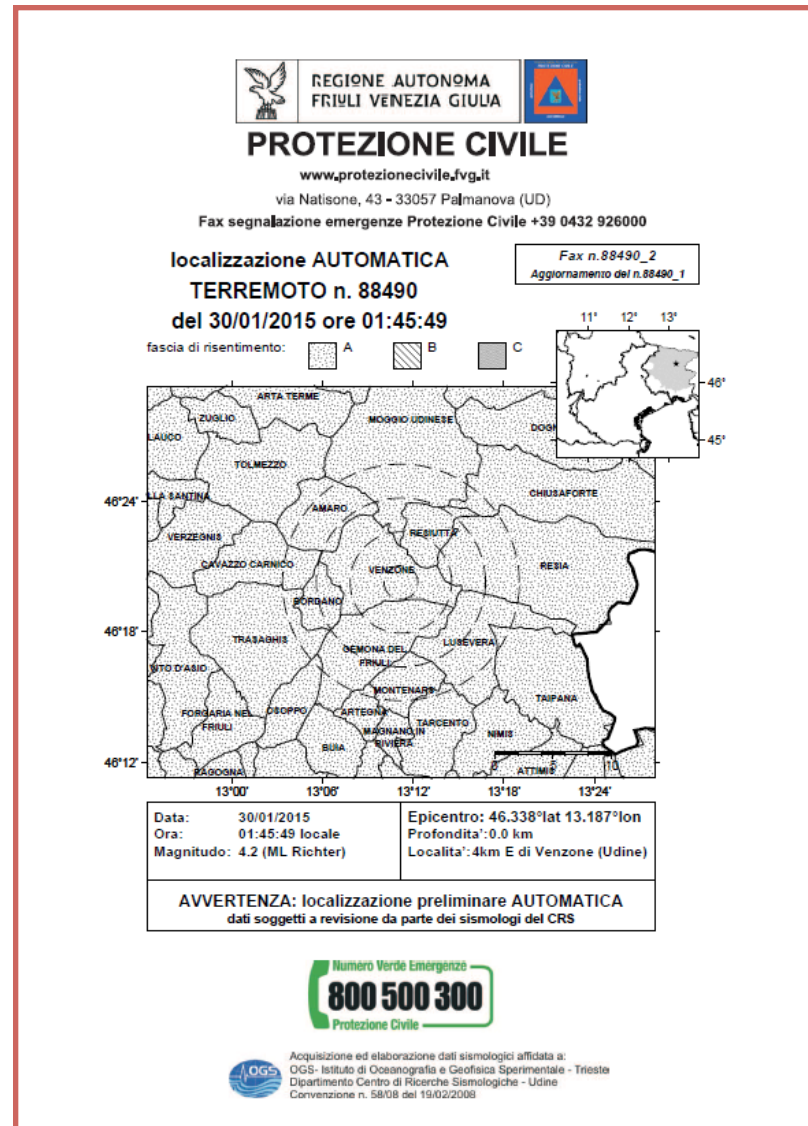 REGIONE AUTONOMA
FRIULI VENEZIA GIULIA
PROTEZIONE CIVILE
www.protezionecivile.fvg.it
via Natisone, 43 - 33057 Palmanova (UD)
Fax segnalazione emergenze Protezione Civile +39 0432 926000
localizzazione AUTOMATICA
TERREMOTO n. 88490
del 30/01/2015 ore 01:45:49
Fax n.88490_2
Aggiornamento del n.88490_1
fascia di risentimento: A B C
11° 12° 13°
46°
45°
ARTA TERME
ZUGLIO
MOGGIO UDINESE
DOGN
LAUCO
TOLMEZZO
CHIUSAFORTE
LLA SANTINA
46°24'
AMARO
RESIUTTA
VERZEGNIS
CAVAZZO CARNICO
VENZONE
RESIA
BORDANO
46°18'
TRASAGHIS
LUSEVERA
GEMONA DEL
FRIULI
ITO D'ASIO
MONTENARS
TAIPANA
FORGARIA NEL
FRIULI
OSOPPO
ARTEGNA
TARCENTO
MAGNANO IN
RIVIERA
NIMIS
BUIA
46°12'
RAGOGNA
ATTIMIS
0 5 10
13°00' 13°06' 13°12' 13°18' 13°24'
Data: 30/01/2015
Ora: 01:45:49 locale
Magnitudo: 4.2 (ML Richter)
Epicentro: 46.338°lat 13.187°lon
Profondita':0.0 km
Localita':4km E di Venzone (Udine)
AVVERTENZA: localizzazione preliminare AUTOMATICA
dati soggetti a revisione da parte dei sismologi del CRS
Numero Verde Emergenze
800 500 300
Protezione Civile
OGS
Acquisizione ed elaborazione dati sismologici affidata a:
OGS- Istituto di Oceanografia e Geofisica Sperimentale - Trieste
Dipartimento Centro di Ricerche Sismologiche - Udine
Convenzione n. 58/08 del 19/02/2008